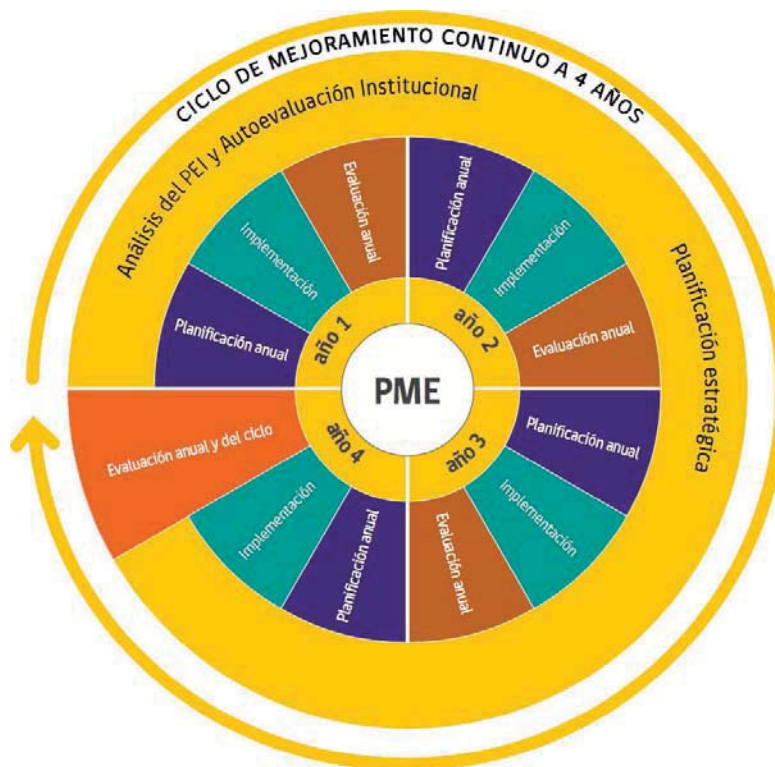 CICLO DE MEJORAMIENTO CONTINUO A 4 AÑOS
Análisis del PEI y Autoevaluación Institucional
Planificación estratégica
PME
año 1
Planificación anual
Implementación
Evaluación anual
año 2
Planificación anual
Implementación
Evaluación anual
año 3
Planificación anual
Implementación
Evaluación anual
año 4
Planificación anual
Implementación
Evaluación anual y del ciclo